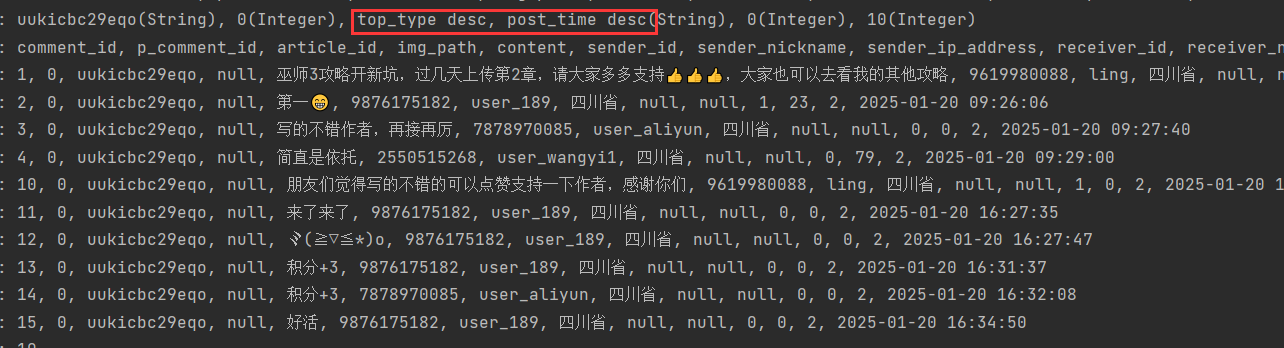 : uukicbc29eqo(String), 0(Integer), top_type desc, post_time desc(String), 0(Integer), 10(Integer)
: comment_id, p_comment_id, article_id, img_path, content, sender_id, sender_nickname, sender_ip_address, receiver_id, receiver_n
: 1, 0, uukicbc29eqo, null, 巫师3攻略开新坑，过几天上传第2章，请大家多多支持👍👍👍，大家也可以去看我的其他攻略, 9619980088, ling, 四川省, null, n
: 2, 0, uukicbc29eqo, null, 第一😁, 9876175182, user_189, 四川省, null, null, 1, 23, 2, 2025-01-20 09:26:06
: 3, 0, uukicbc29eqo, null, 写的不错作者，再接再厉, 7878970085, user_aliyun, 四川省, null, null, 0, 0, 2, 2025-01-20 09:27:40
: 4, 0, uukicbc29eqo, null, 简直是依托, 2550515268, user_wangyi1, 四川省, null, null, 0, 79, 2, 2025-01-20 09:29:00
: 10, 0, uukicbc29eqo, null, 朋友们觉得写的不错的可以点赞支持一下作者，感谢你们, 9619980088, ling, 四川省, null, null, 1, 0, 2, 2025-01-20 1
: 11, 0, uukicbc29eqo, null, 来了来了, 9876175182, user_189, 四川省, null, null, 0, 0, 2, 2025-01-20 16:27:35
: 12, 0, uukicbc29eqo, null, ミ(≧▽≦*)o, 9876175182, user_189, 四川省, null, null, 0, 0, 2, 2025-01-20 16:27:47
: 13, 0, uukicbc29eqo, null, 积分+3, 9876175182, user_189, 四川省, null, null, 0, 0, 2, 2025-01-20 16:31:37
: 14, 0, uukicbc29eqo, null, 积分+3, 7878970085, user_aliyun, 四川省, null, null, 0, 0, 2, 2025-01-20 16:32:08
: 15, 0, uukicbc29eqo, null, 好活, 9876175182, user_189, 四川省, null, null, 0, 0, 2, 2025-01-20 16:34:50